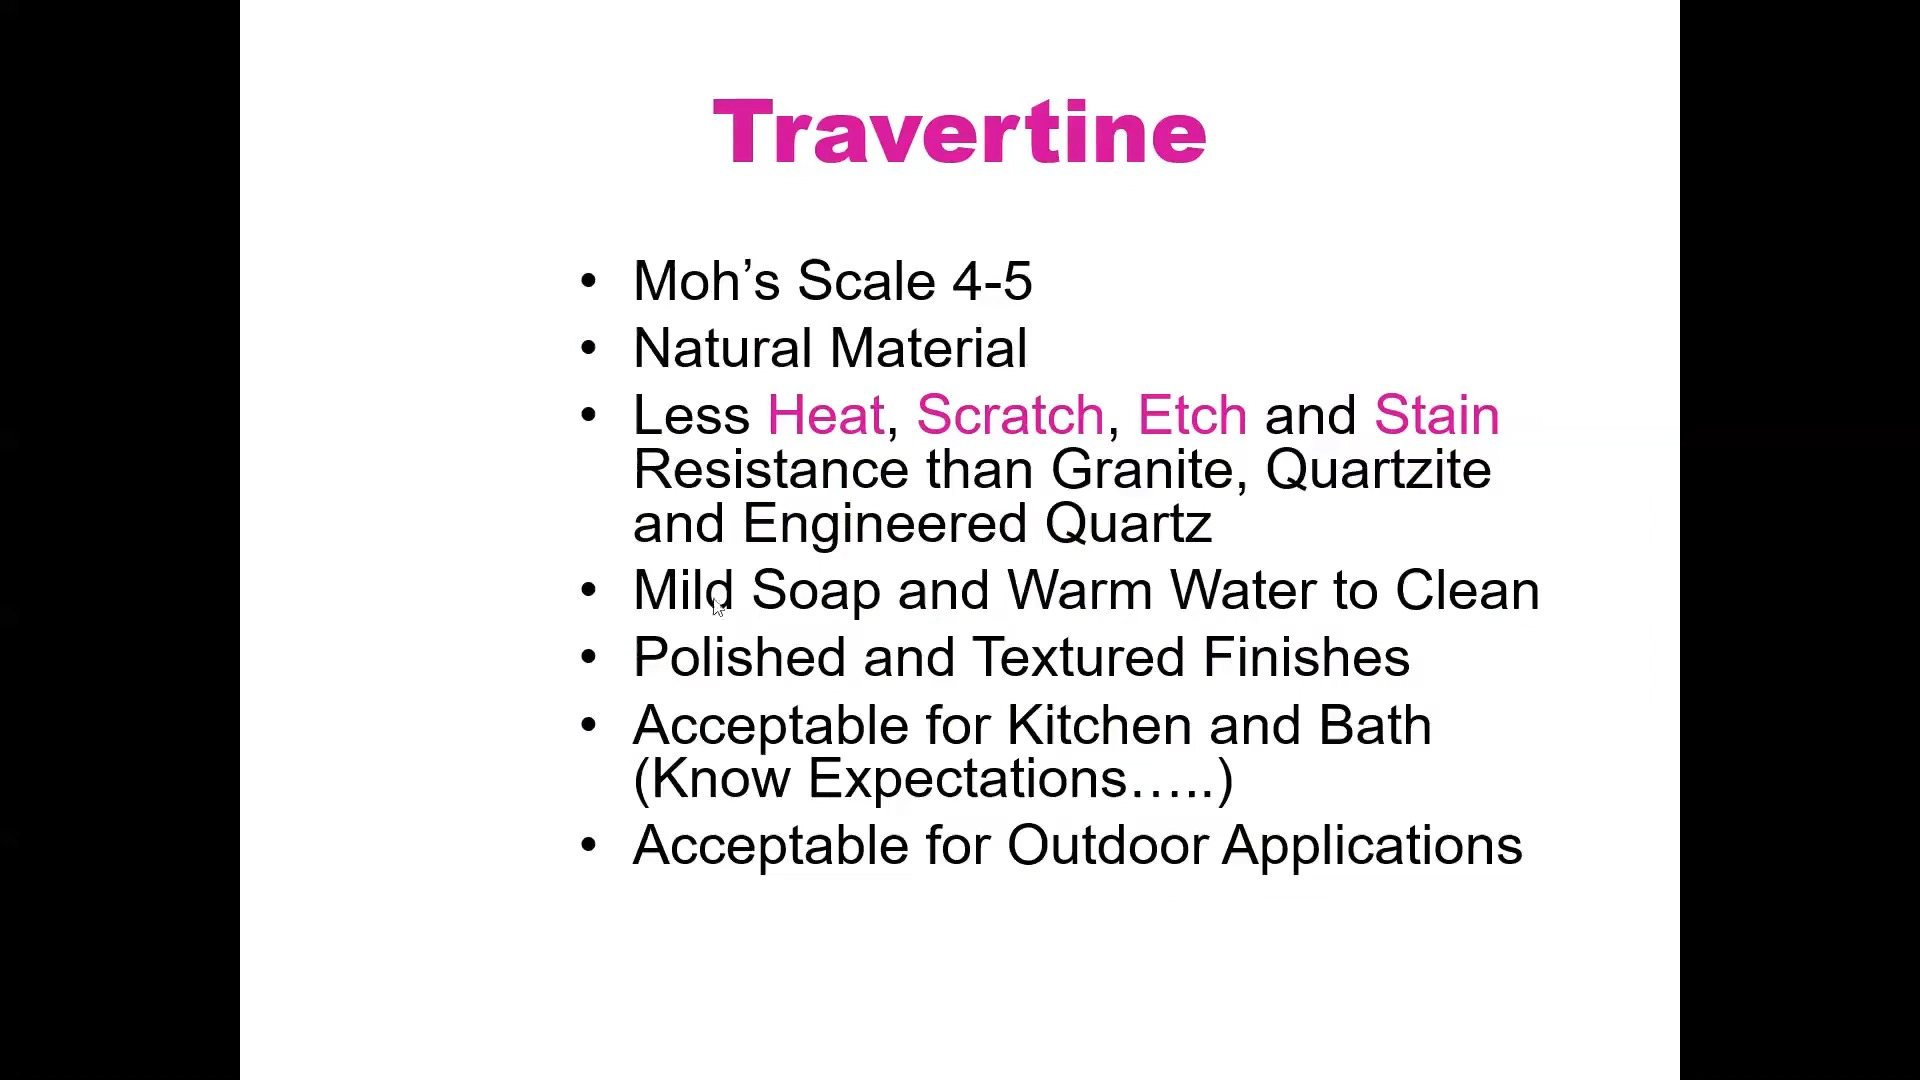 Travertine
• Moh’s Scale 4-5
• Natural Material
• Less Heat, Scratch, Etch and Stain
Resistance than Granite, Quartzite
and Engineered Quartz
• Mild Soap and Warm Water to Clean
• Polished and Textured Finishes
• Acceptable for Kitchen and Bath
(Know Expectations…..)
• Acceptable for Outdoor Applications